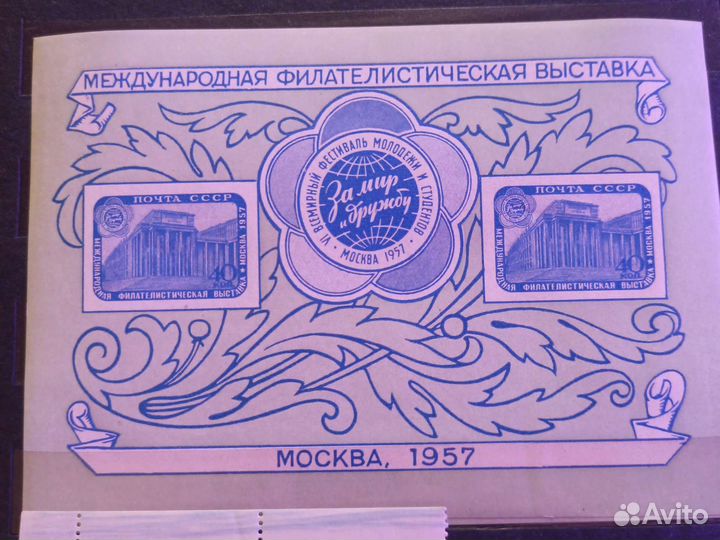 МЕЖДУНАРОДНАЯ ФИЛАТЕЛИСТИЧЕСКАЯ ВЫСТАВКА
VI ВСЕМИРНЫЙ ФЕСТИВАЛЬ МОЛОДЕЖИ И СТУДЕНТОВ
За мир
и дружбу
• МОСКВА 1957 •
ПОЧТА СССР
40
КОП
МЕЖДУНАРОДНАЯ ФИЛАТЕЛИСТИЧЕСКАЯ ВЫСТАВКА ★ МОСКВА 1957
ПОЧТА СССР
40
КОП
МЕЖДУНАРОДНАЯ ФИЛАТЕЛИСТИЧЕСКАЯ ВЫСТАВКА ★ МОСКВА 1957
МОСКВА, 1957
Avito